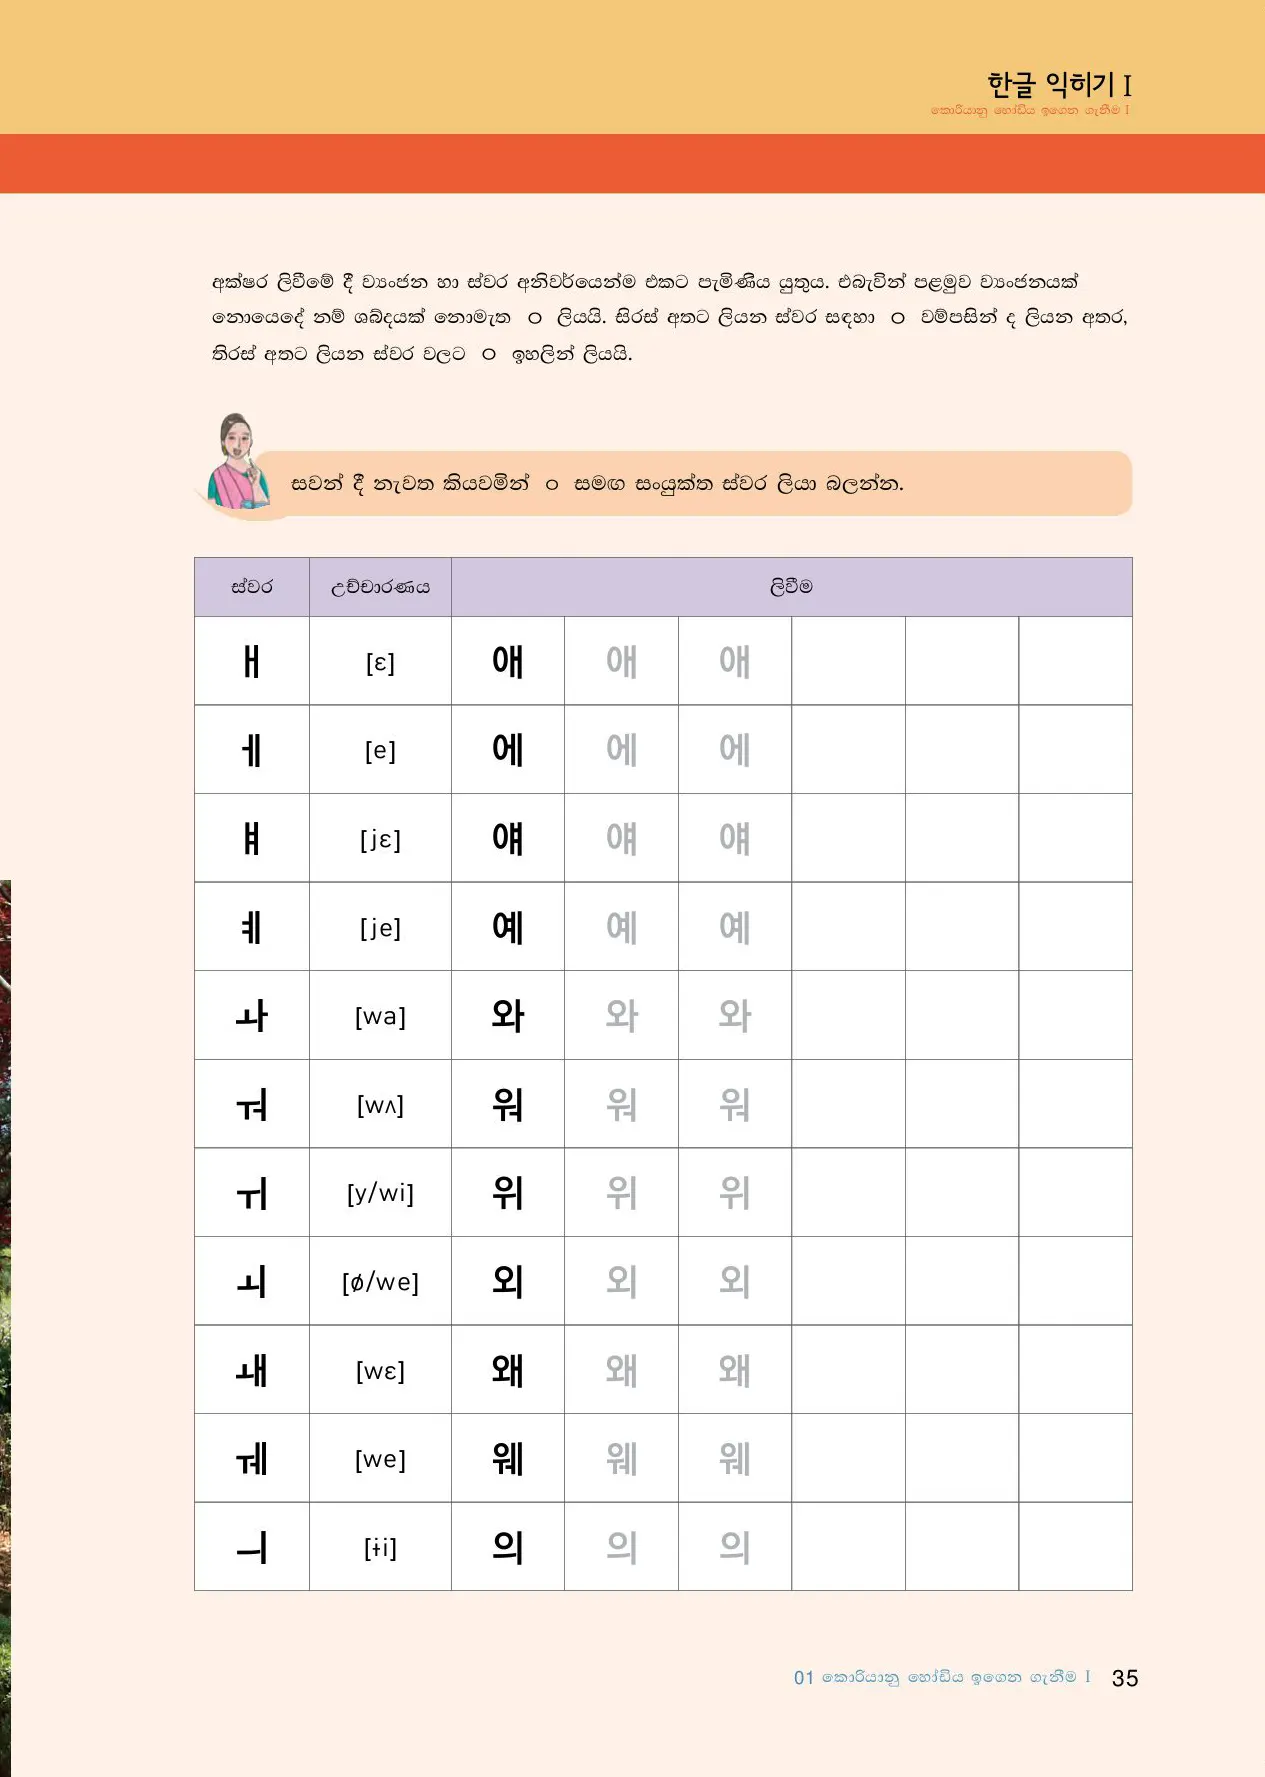 한글 익히기 I
කොරියානු හෝඩිය ඉගෙන ගැනීම I
අක්ෂර ලිවීමේ දී ව්‍යංජන හා ස්වර අනිවර්යෙන්ම එකට පැමිණිය යුතුය. එබැවින් පළමුව ව්‍යංජනයක්
නොයෙදේ නම් ශබ්දයක් නොමැත ㅇ ලියයි. සිරස් අතට ලියන ස්වර සඳහා ㅇ වම්පසින් ද ලියන අතර,
තිරස් අතට ලියන ස්වර වලට ㅇ ඉහලින් ලියයි.
සවන් දී නැවත කියවමින් ㅇ සමඟ සංයුක්ත ස්වර ලියා බලන්න.
ස්වර උච්චාරණය ලිවීම
ㅐ [ɛ] 애 애 애
ㅔ [e] 에 에 에
ㅒ [jɛ] 얘 얘 얘
ㅖ [je] 예 예 예
ㅘ [wa] 와 와 와
ㅝ [wʌ] 워 워 워
ㅟ [y/wi] 위 위 위
ㅚ [ø/we] 외 외 외
ㅙ [wɛ] 왜 왜 왜
ㅞ [we] 웨 웨 웨
ㅢ [ɨi] 의 의 의
01 කොරියානු හෝඩිය ඉගෙන ගැනීම I 35